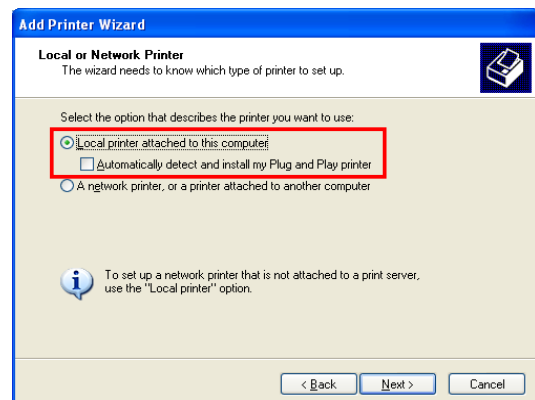 Add Printer Wizard
Local or Network Printer
The wizard needs to know which type of printer to set up.
Select the option that describes the printer you want to use:
Local printer attached to this computer
Automatically detect and install my Plug and Play printer
A network printer, or a printer attached to another computer
To set up a network printer that is not attached to a print server,
use the "Local printer" option.
< Back Next > Cancel